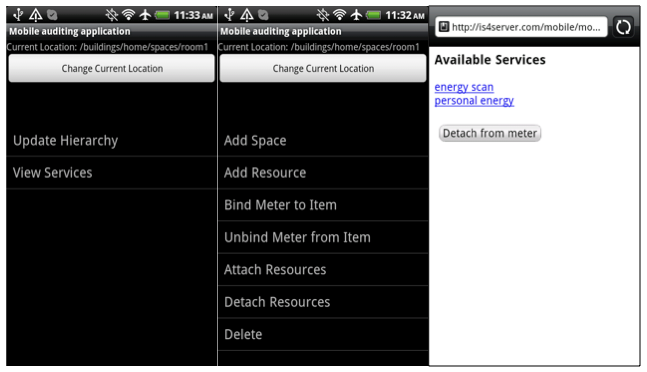 11:33 AM
Mobile auditing application
Current Location: /buildings/home/spaces/room1
Change Current Location
Update Hierarchy
View Services
11:32 AM
Mobile auditing application
Current Location: /buildings/home/spaces/room1
Change Current Location
Add Space
Add Resource
Bind Meter to Item
Unbind Meter from Item
Attach Resources
Detach Resources
Delete
http://is4server.com/mobile/mo...
Available Services
energy scan
personal energy
Detach from meter